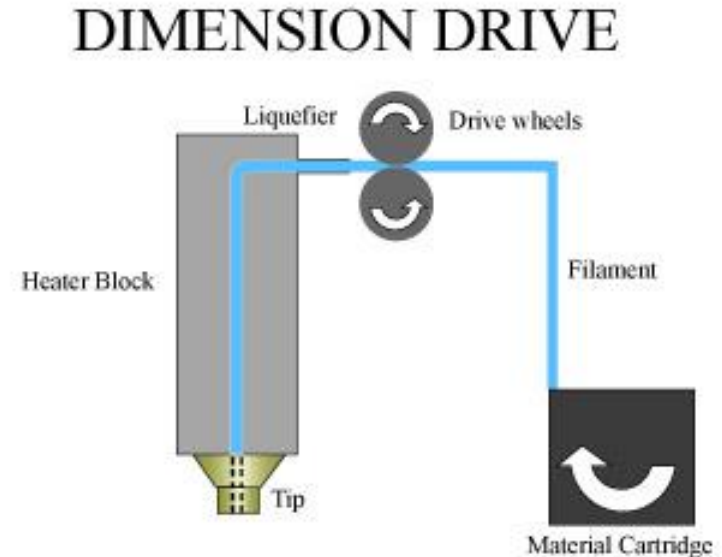 DIMENSION DRIVE
Liquefier
Drive wheels
Heater Block
Filament
Tip
Material Cartridge